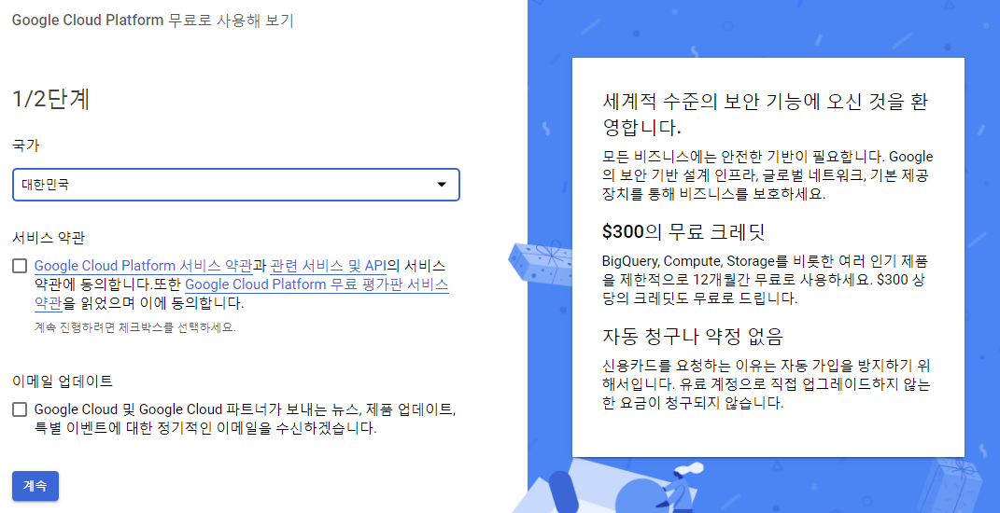 Google Cloud Platform 무료로 사용해 보기
1/2단계
국가
대한민국
서비스 약관
Google Cloud Platform 서비스 약관과 관련 서비스 및 API의 서비스
약관에 동의합니다.또한 Google Cloud Platform 무료 평가판 서비스
약관을 읽었으며 이에 동의합니다.
계속 진행하려면 체크박스를 선택하세요.
이메일 업데이트
Google Cloud 및 Google Cloud 파트너가 보내는 뉴스, 제품 업데이트,
특별 이벤트에 대한 정기적인 이메일을 수신하겠습니다.
계속
세계적 수준의 보안 기능에 오신 것을 환
영합니다.
모든 비즈니스에는 안전한 기반이 필요합니다. Google
의 보안 기반 설계 인프라, 글로벌 네트워크, 기본 제공
장치를 통해 비즈니스를 보호하세요.
$300의 무료 크레딧
BigQuery, Compute, Storage를 비롯한 여러 인기 제품
을 제한적으로 12개월간 무료로 사용하세요. $300 상
당의 크레딧도 무료로 드립니다.
자동 청구나 약정 없음
신용카드를 요청하는 이유는 자동 가입을 방지하기 위
해서입니다. 유료 계정으로 직접 업그레이드하지 않는
한 요금이 청구되지 않습니다.